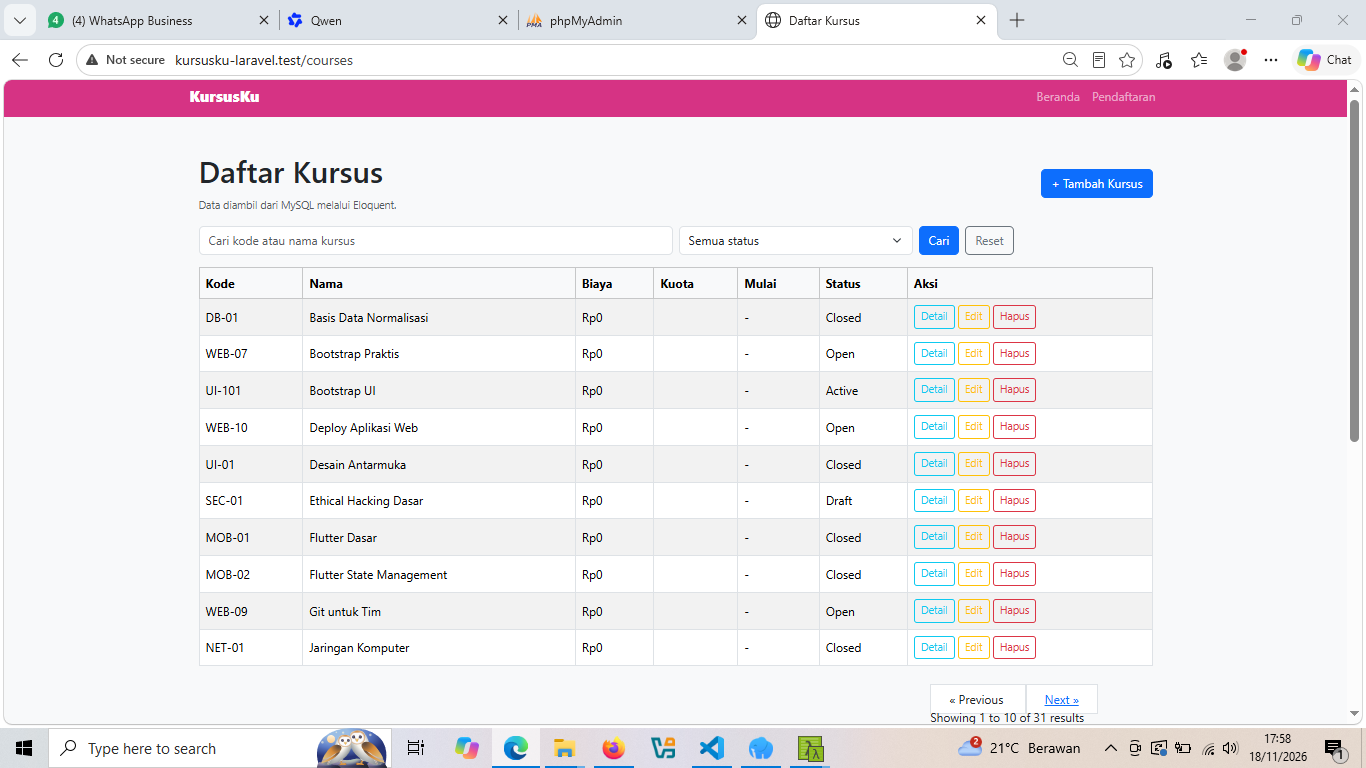 4 (4) WhatsApp Business
Qwen
PMA phpMyAdmin
Daftar Kursus
Not secure kursusku-laravel.test/courses
Chat
KursusKu Beranda Pendaftaran
Daftar Kursus
+ Tambah Kursus
Data diambil dari MySQL melalui Eloquent.
Cari kode atau nama kursus Semua status Cari Reset
Kode Nama Biaya Kuota Mulai Status Aksi
DB-01 Basis Data Normalisasi Rp0 - Closed Detail Edit Hapus
WEB-07 Bootstrap Praktis Rp0 - Open Detail Edit Hapus
UI-101 Bootstrap UI Rp0 - Active Detail Edit Hapus
WEB-10 Deploy Aplikasi Web Rp0 - Open Detail Edit Hapus
UI-01 Desain Antarmuka Rp0 - Closed Detail Edit Hapus
SEC-01 Ethical Hacking Dasar Rp0 - Draft Detail Edit Hapus
MOB-01 Flutter Dasar Rp0 - Closed Detail Edit Hapus
MOB-02 Flutter State Management Rp0 - Closed Detail Edit Hapus
WEB-09 Git untuk Tim Rp0 - Open Detail Edit Hapus
NET-01 Jaringan Komputer Rp0 - Closed Detail Edit Hapus
« Previous Next »
Showing 1 to 10 of 31 results
Type here to search
2 21°C Berawan
17:58
18/11/2026
1